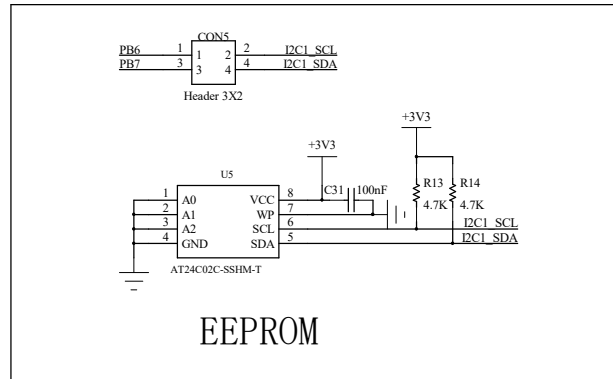 CON5
PB6 1 1 2 2 I2C1_SCL
PB7 3 3 4 4 I2C1_SDA
Header 3X2
+3V3
+3V3
U5
C31 100nF
R13 R14
4.7K 4.7K
1 A0 VCC 8
2 A1 WP 7
3 A2 SCL 6 I2C1_SCL
4 GND SDA 5 I2C1_SDA
AT24C02C-SSHM-T
EEPROM